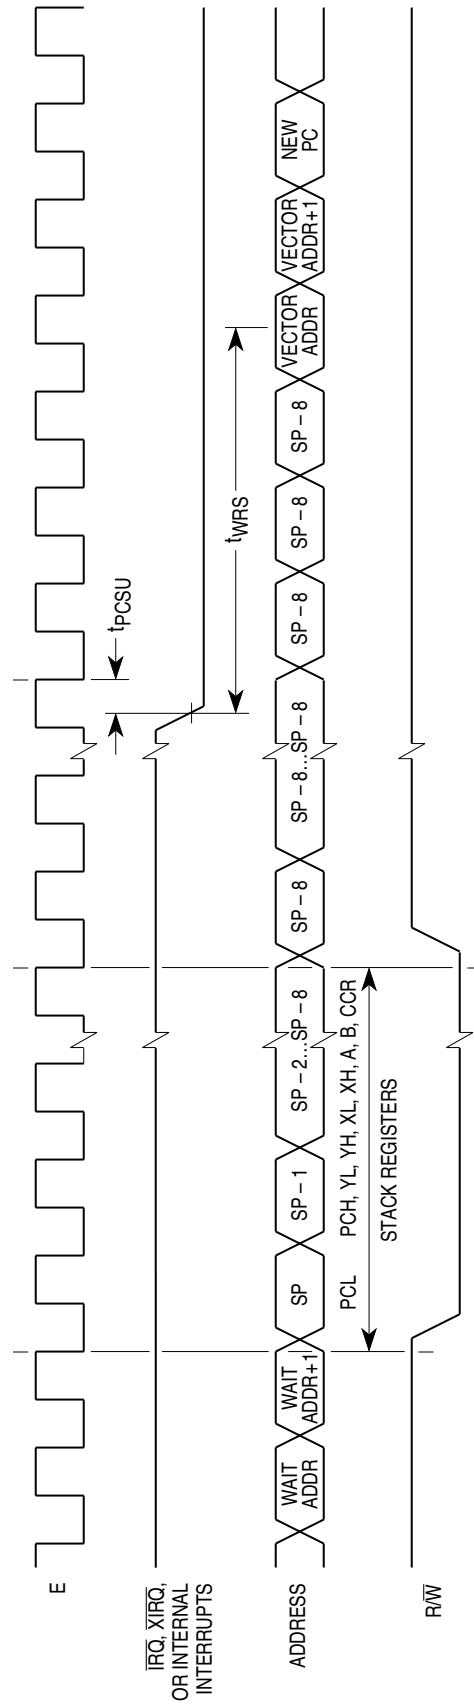 E
IRQ, XIRQ,
OR INTERNAL
INTERRUPTS
tPCSU
tWRS
ADDRESS
WAIT
ADDR
WAIT
ADDR+1
SP
SP – 1
SP – 2…SP – 8
SP – 8
SP – 8…SP – 8
SP – 8
SP – 8
SP – 8
VECTOR
ADDR
VECTOR
ADDR+1
NEW
PC
PCL
PCH, YL, YH, XL, XH, A, B, CCR
STACK REGISTERS
R/W